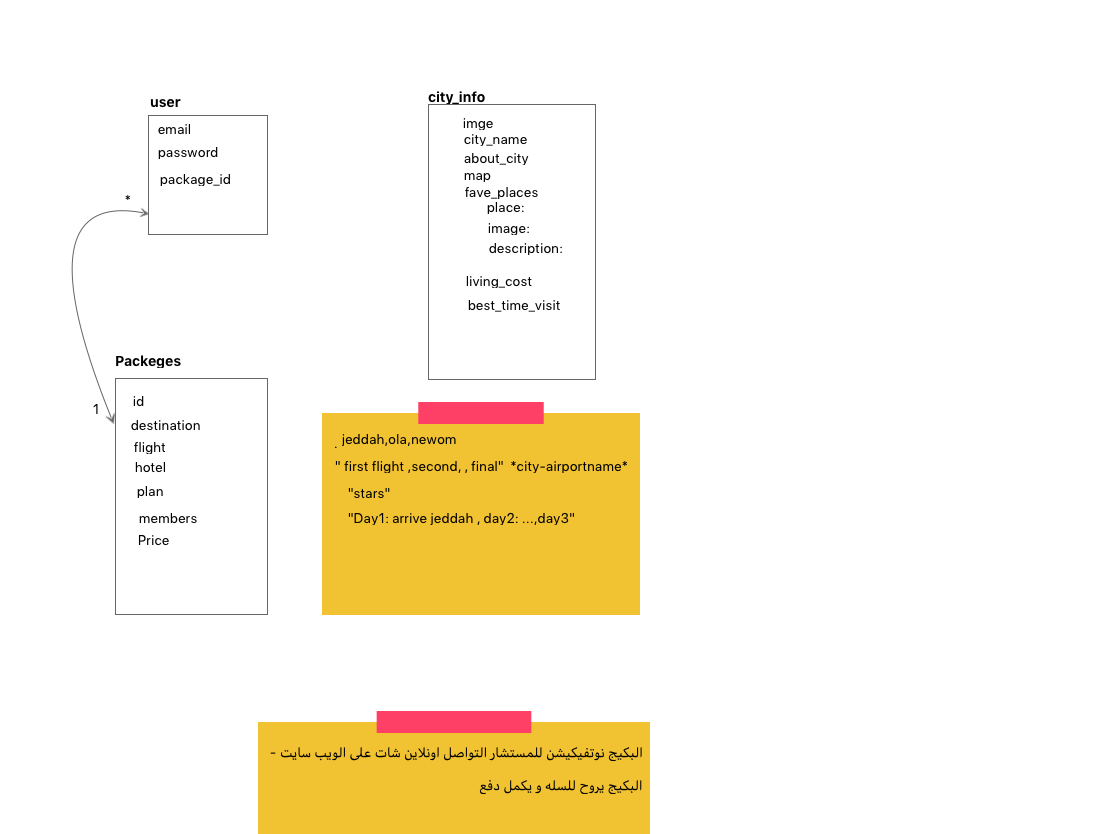 user
email
password
package_id
*
city_info
imge
city_name
about_city
map
fave_places
place:
image:
description:
living_cost
best_time_visit
Packeges
1
id
destination
flight
hotel
plan
members
Price
jeddah,ola,newom
" first flight ,second, , final" *city-airportname*
"stars"
"Day1: arrive jeddah , day2: ...,day3"
البكيج نوتفيكيشن للمستشار التواصل اونلاين شات على الويب سايت -
البكيج يروح للسله و يكمل دفع